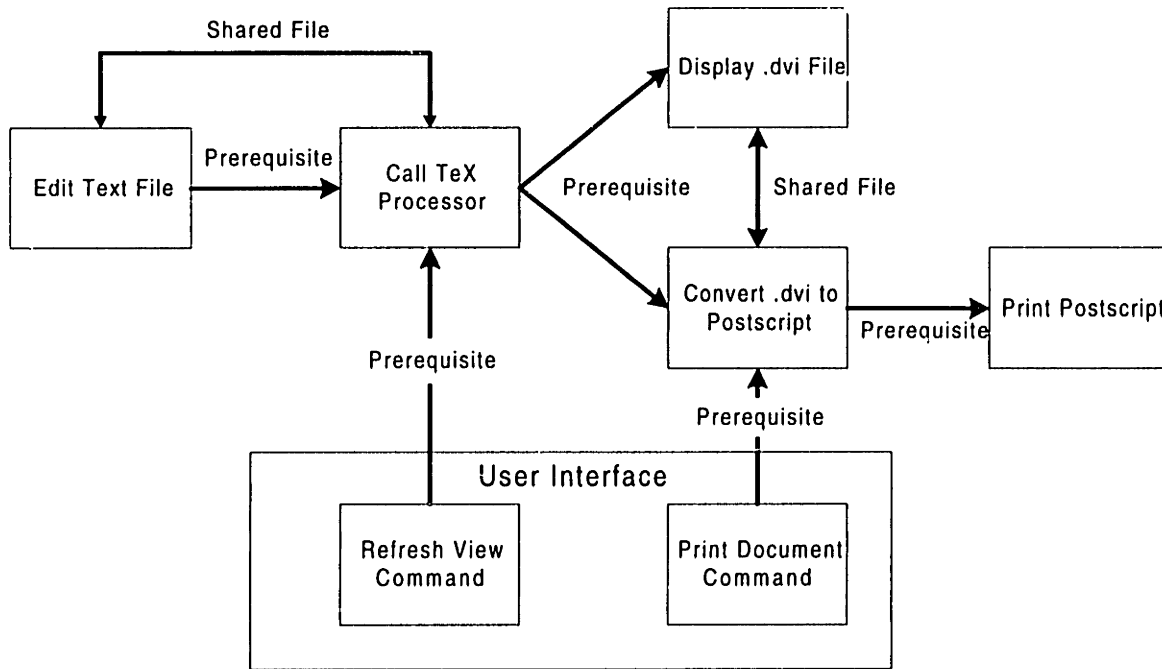 Shared File
Display .dvi File
Edit Text File
Prerequisite
Call TeX
Processor
Prerequisite
Shared File
Convert .dvi to
Postscript
Prerequisite
Print Postscript
Prerequisite
Prerequisite
User Interface
Refresh View
Command
Print Document
Command